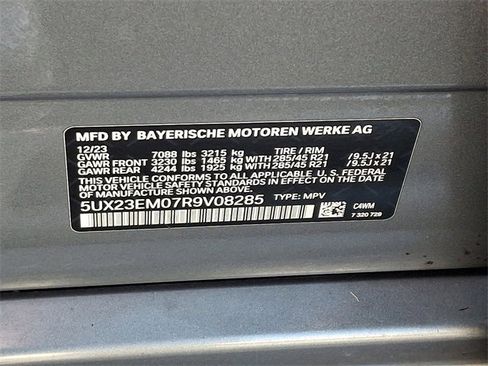 MFD BY BAYERISCHE MOTOREN WERKE AG
12/23 TIRE / RIM
GVWR 7088 lbs 3215 kg
GAWR FRONT 3230 lbs 1465 kg WITH 285/45 R21 / 9.5J x 21
GAWR REAR 4244 lbs 1925 kg WITH 285/45 R21 / 9.5J x 21
THIS VEHICLE CONFORMS TO ALL APPLICABLE U. S. FEDERAL
MOTOR VEHICLE SAFETY STANDARDS IN EFFECT ON THE
DATE OF MANUFACTURE SHOWN ABOVE.
5UX23EM07R9V08285 TYPE: MPV
C4WM
7 320 729